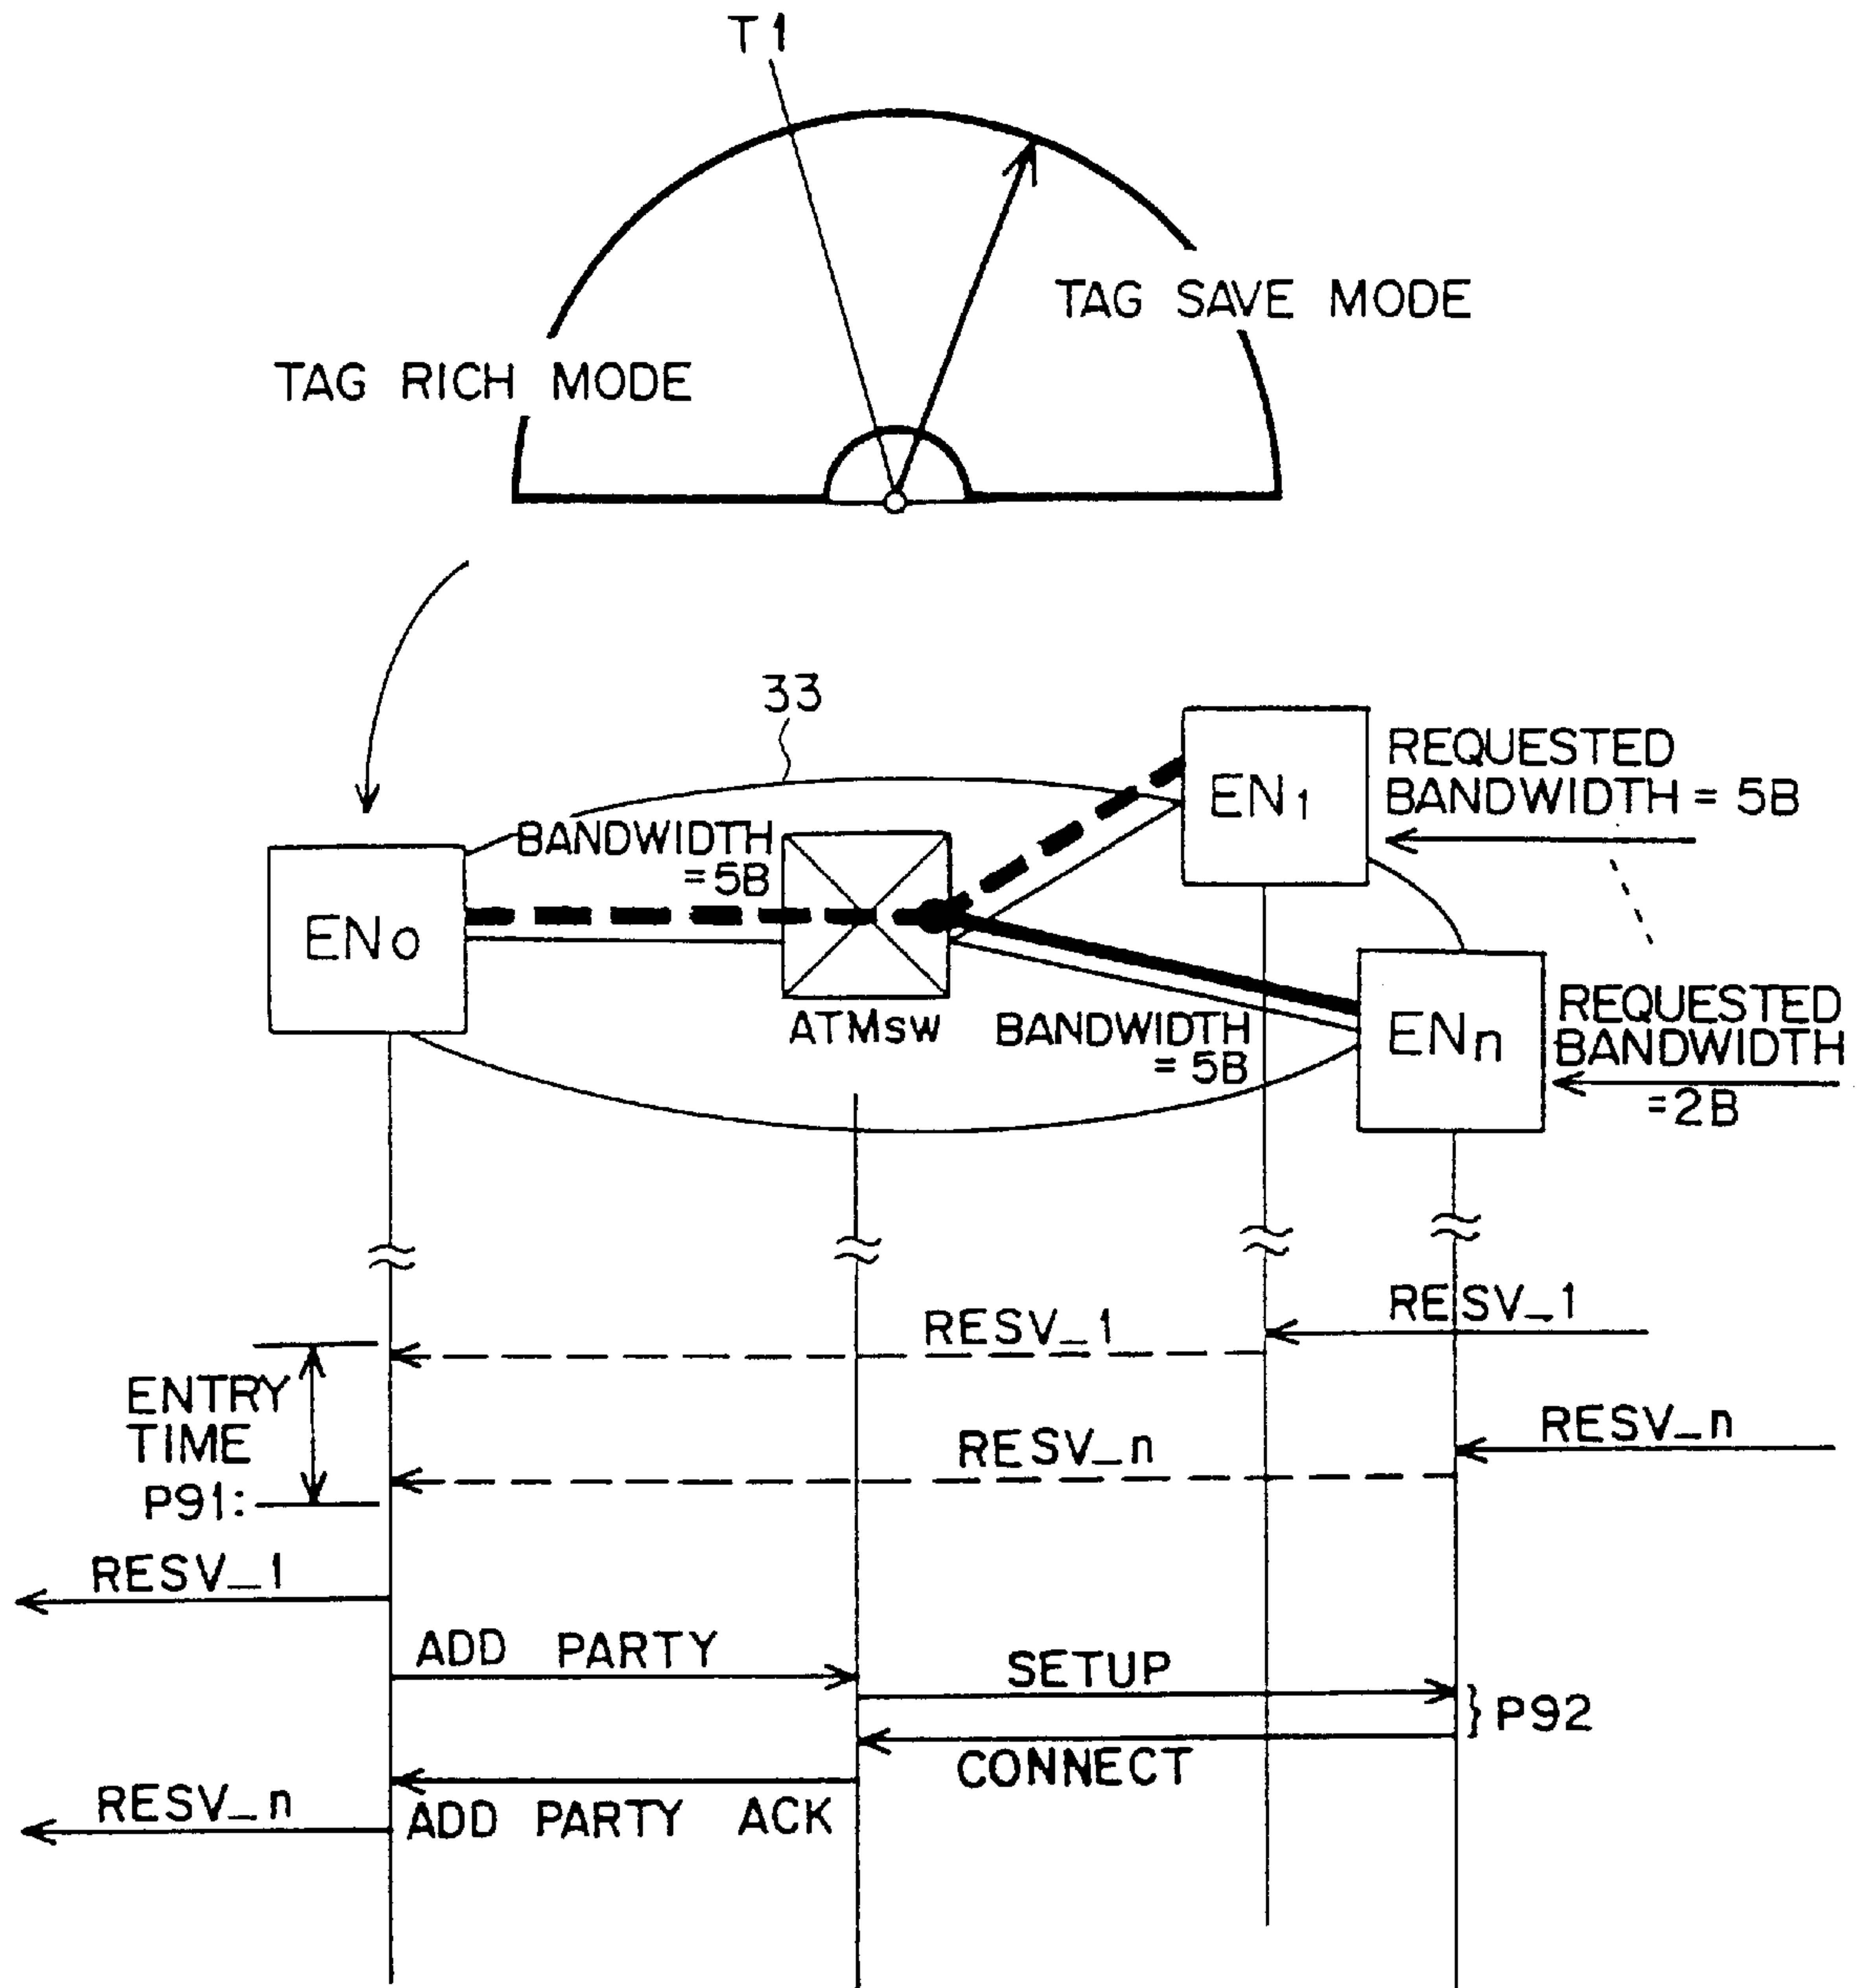 T1
TAG SAVE MODE
TAG RICH MODE
33
REQUESTED
BANDWIDTH = 5B
EN1
BANDWIDTH
=5B
ENo
ATMsw
BANDWIDTH
=5B
ENn
REQUESTED
BANDWIDTH
=2B
RESV_1
RESV_1
ENTRY
TIME
P91:
RESV_n
RESV_n
RESV_1
ADD PARTY
SETUP
P92
CONNECT
RESV_n
ADD PARTY ACK